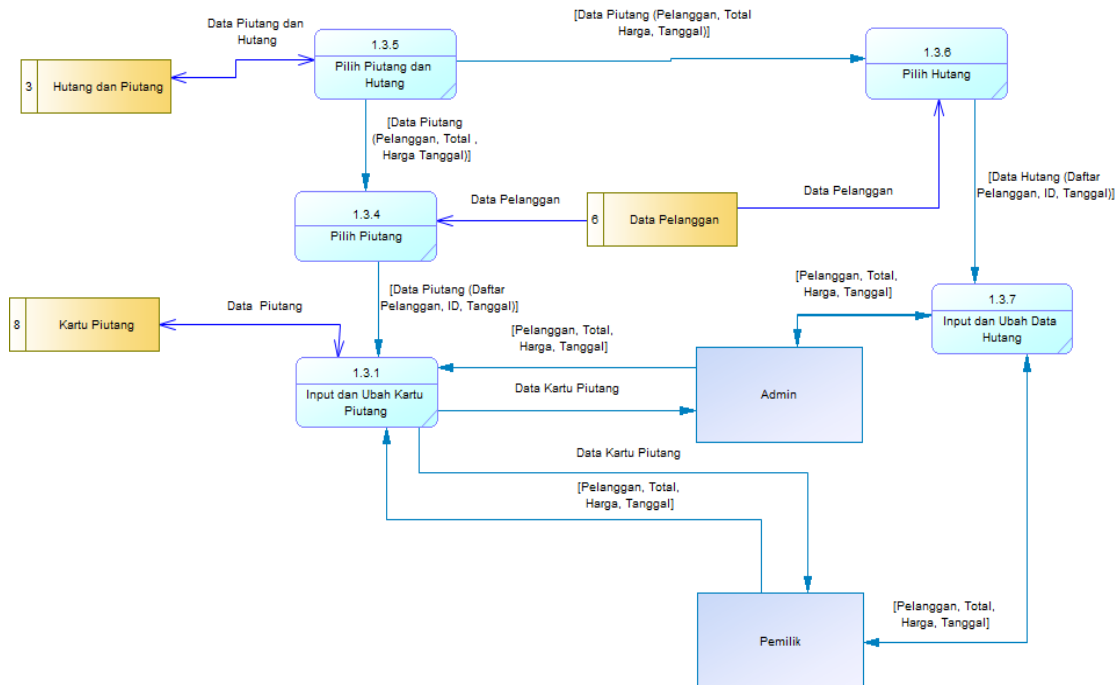 Data Piutang dan
Hutang
[Data Piutang (Pelanggan, Total
Harga, Tanggal)]
1.3.5
Pilih Piutang dan
Hutang
1.3.6
Pilih Hutang
3
Hutang dan Piutang
[Data Piutang
(Pelanggan, Total ,
Harga Tanggal)]
[Data Hutang (Daftar
Pelanggan, ID, Tanggal)]
Data Pelanggan
Data Pelanggan
1.3.4
Pilih Piutang
6
Data Pelanggan
[Data Piutang (Daftar
Pelanggan, ID, Tanggal)]
[Pelanggan, Total,
Harga, Tanggal]
8
Kartu Piutang
Data Piutang
1.3.7
Input dan Ubah Data
Hutang
[Pelanggan, Total,
Harga, Tanggal]
1.3.1
Input dan Ubah Kartu
Piutang
Data Kartu Piutang
Admin
Data Kartu Piutang
[Pelanggan, Total,
Harga, Tanggal]
[Pelanggan, Total,
Harga, Tanggal]
Pemilik